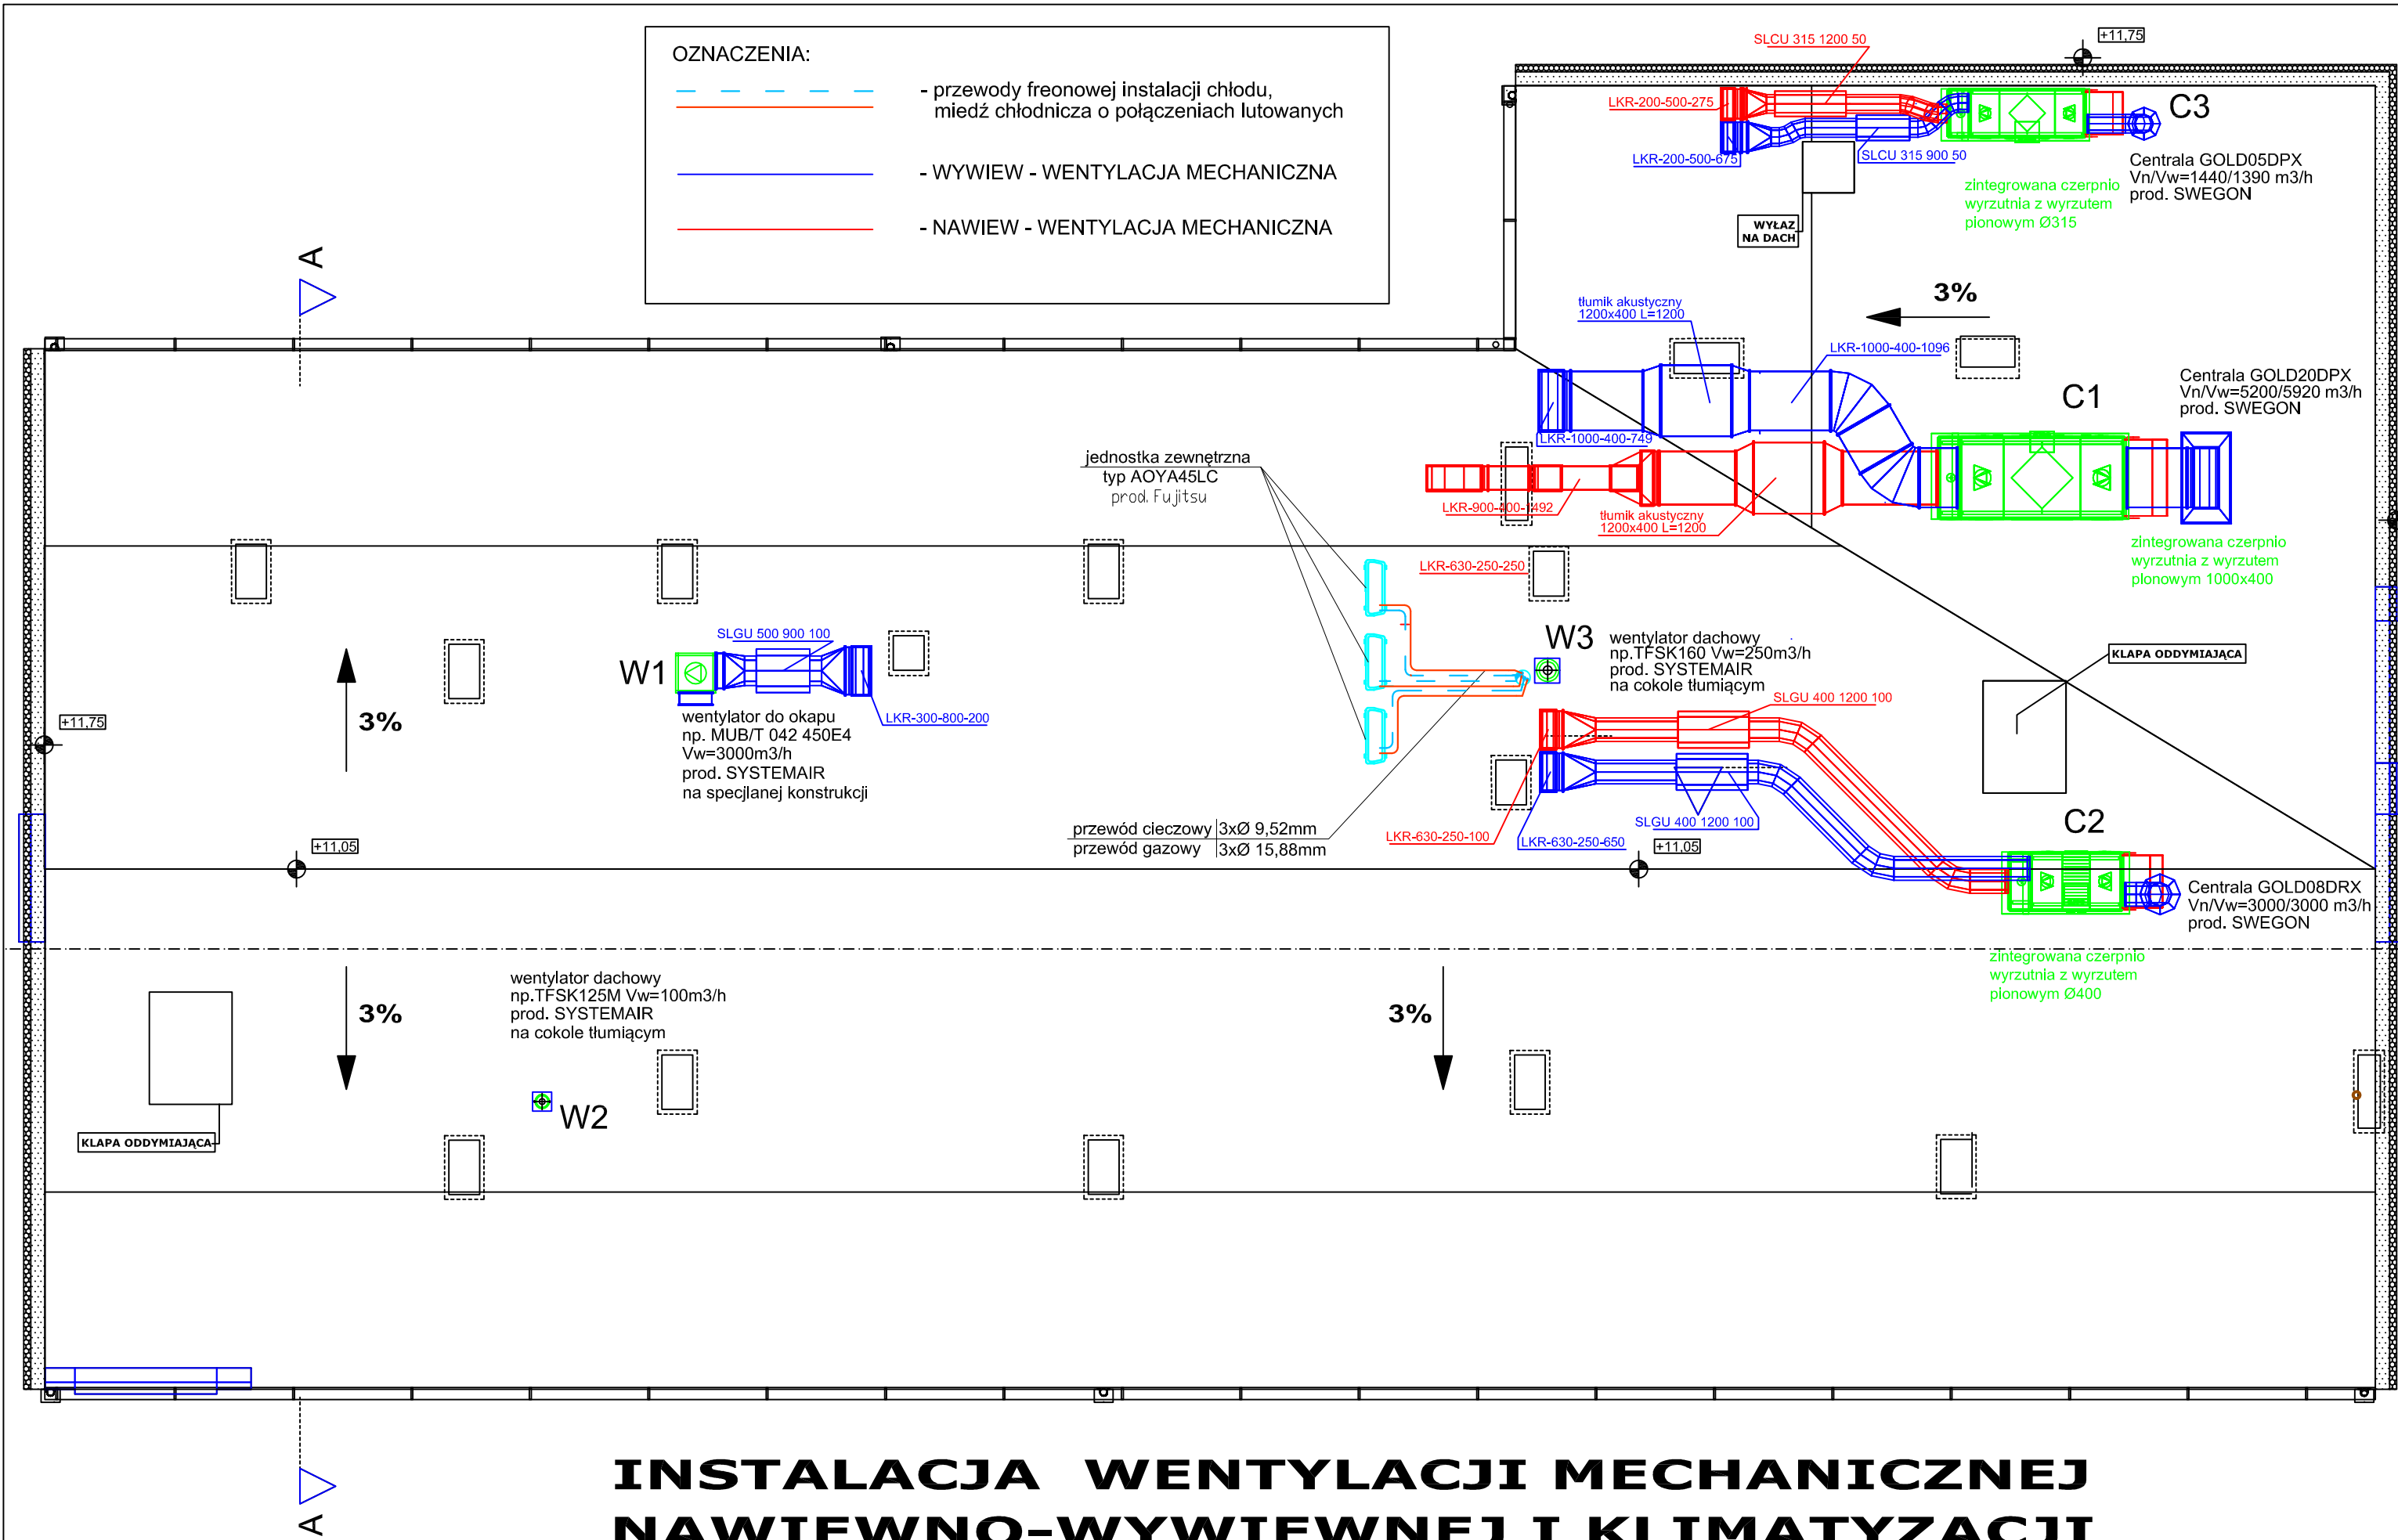 OZNACZENIA:
- przewody freonowej instalacji chłodu,
miedź chłodnicza o połączeniach lutowanych
- WYWIEW - WENTYLACJA MECHANICZNA
- NAWIEW - WENTYLACJA MECHANICZNA
SLCU 315 1200 50
+11,75
LKR-200-500-275
C3
LKR-200-500-675
SLCU 315 900 50
Centrala GOLD05DPX
Vn/Vw=1440/1390 m3/h
prod. SWEGON
zintegrowana czerpnio
wyrzutnia z wyrzutem
pionowym Ø315
WYŁAZ
NA DACH
A
3%
tłumik akustyczny
1200x400 L=1200
LKR-1000-400-1096
Centrala GOLD20DPX
Vn/Vw=5200/5920 m3/h
prod. SWEGON
C1
LKR-1000-400-749
jednostka zewnętrzna
typ AOYA45LC
prod. Fujitsu
LKR-900-400-1492
tłumik akustyczny
1200x400 L=1200
zintegrowana czerpnio
wyrzutnia z wyrzutem
pionowym 1000x400
LKR-630-250-250
SLGU 500 900 100
W1
W3
wentylator dachowy
np.TFSK160 Vw=250m3/h
prod. SYSTEMAIR
na cokole tłumiącym
KLAPA ODDYMIAJĄCA
SLGU 400 1200 100
+11,75
3%
wentylator do okapu
np. MUB/T 042 450E4
Vw=3000m3/h
prod. SYSTEMAIR
na specjlanej konstrukcji
LKR-300-800-200
przewód cieczowy 3xØ 9,52mm
przewód gazowy 3xØ 15,88mm
LKR-630-250-100
LKR-630-250-650
SLGU 400 1200 100
C2
+11,05
+11,05
Centrala GOLD08DRX
Vn/Vw=3000/3000 m3/h
prod. SWEGON
zintegrowana czerpnio
wyrzutnia z wyrzutem
pionowym Ø400
wentylator dachowy
np.TFSK125M Vw=100m3/h
prod. SYSTEMAIR
na cokole tłumiącym
3%
3%
W2
KLAPA ODDYMIAJĄCA
A
INSTALACJA WENTYLACJI MECHANICZNEJ
NAWIEWNO-WYWIEWNEJ I KLIMATYZACJI